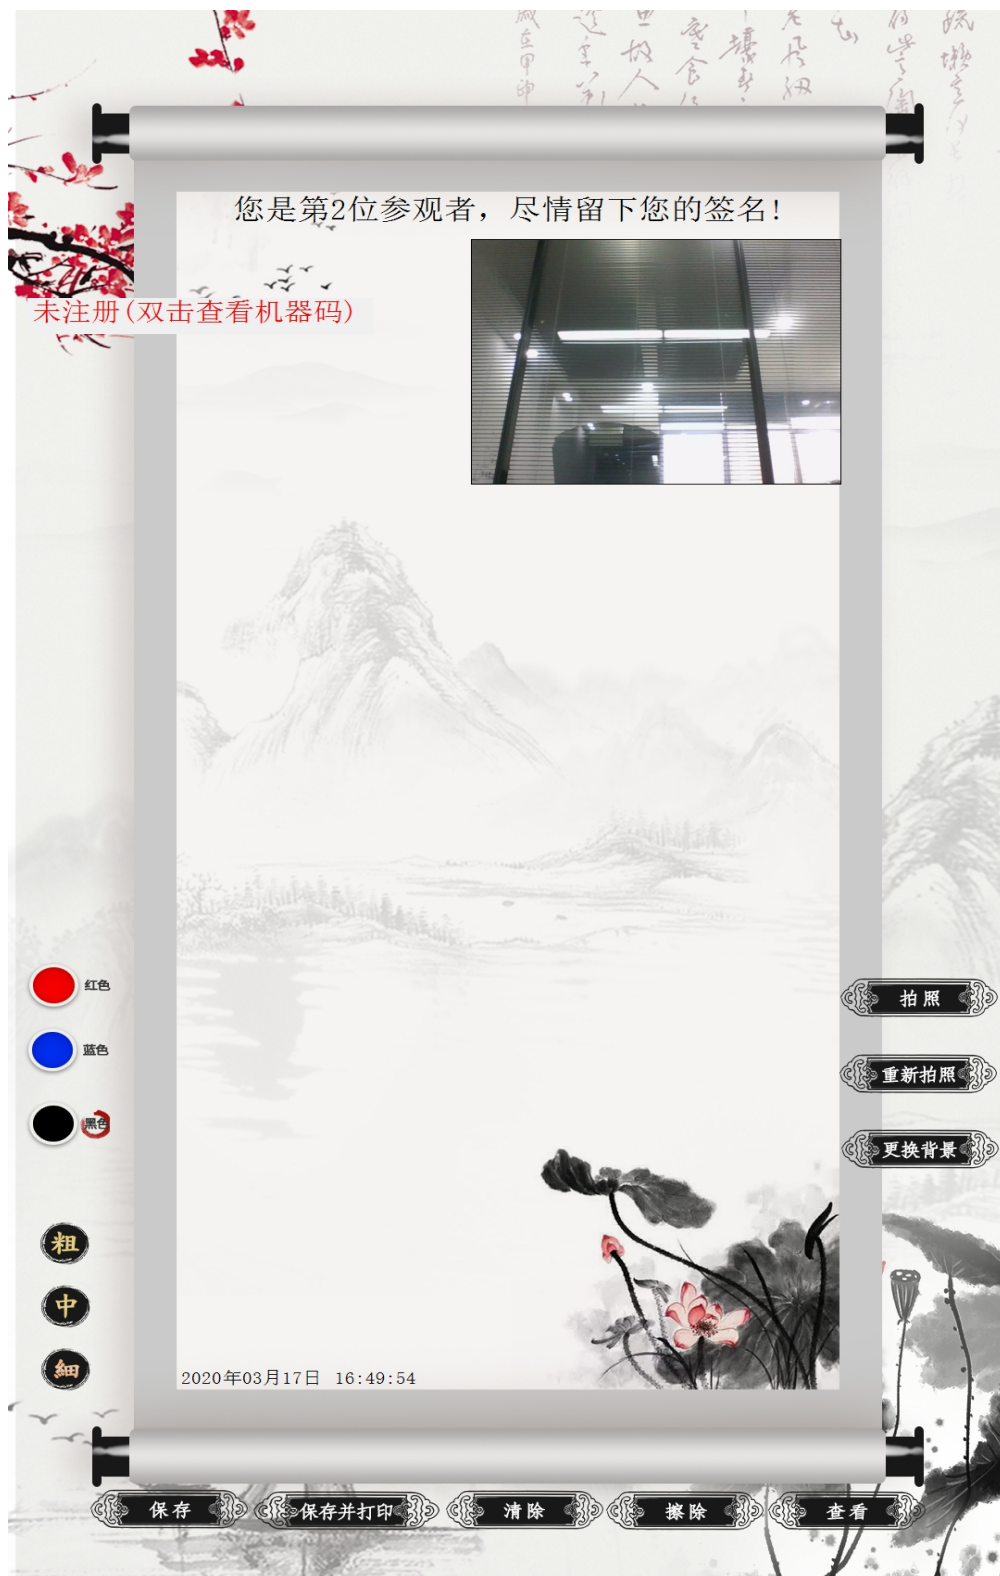 您是第2位参观者，尽情留下您的签名!
未注册(双击查看机器码)
红色
蓝色
黑色
拍照
重新拍照
更换背景
粗
中
細
2020年03月17日 16:49:54
保存
保存并打印
清除
擦除
查看